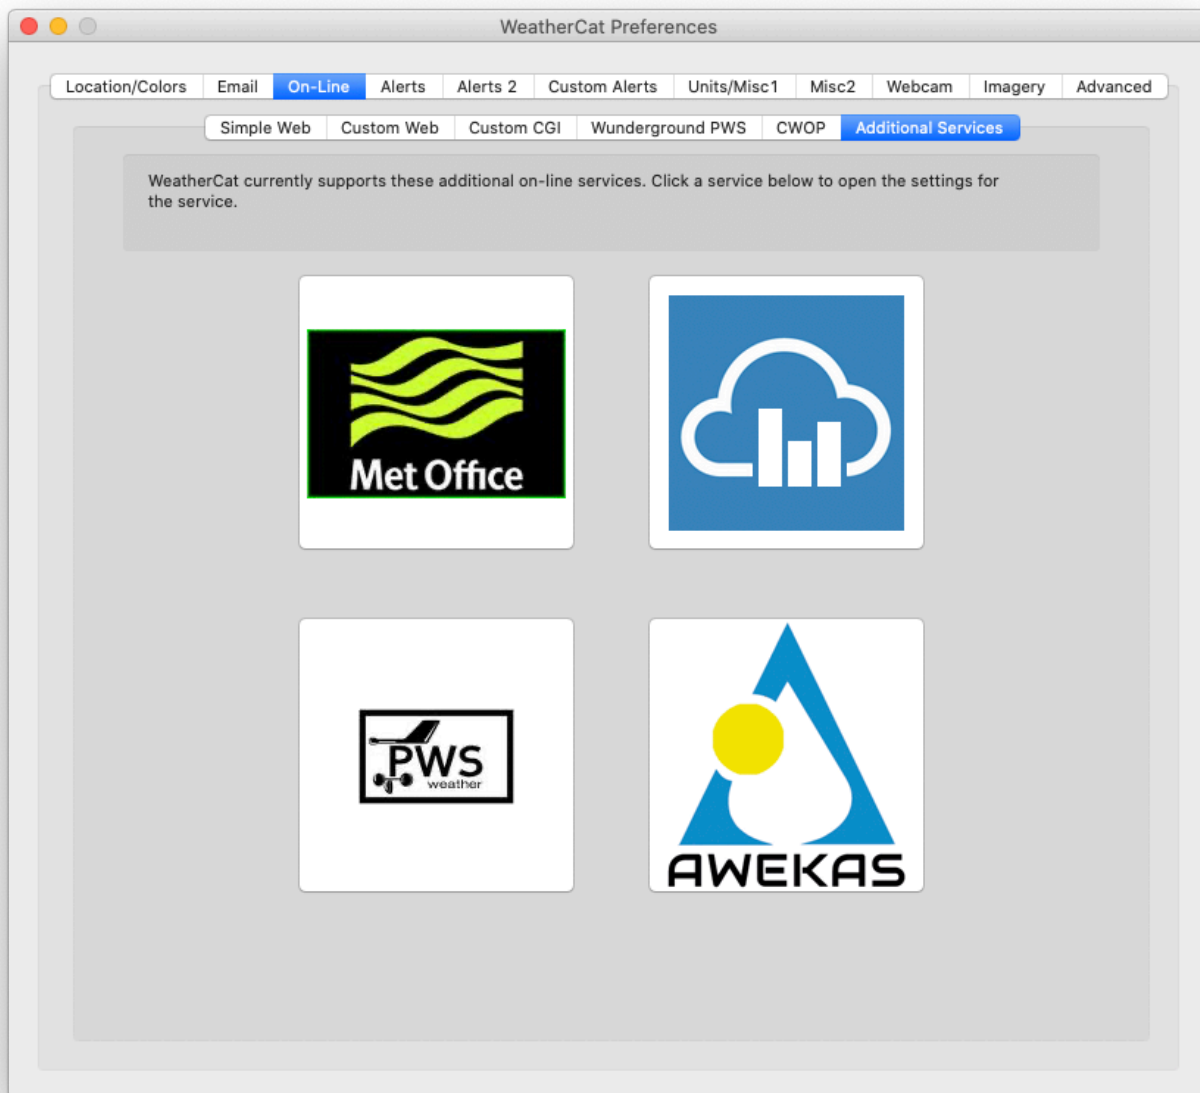 WeatherCat Preferences
Location/Colors Email On-Line Alerts Alerts 2 Custom Alerts Units/Misc1 Misc2 Webcam Imagery Advanced
Simple Web Custom Web Custom CGI Wunderground PWS CWOP Additional Services
WeatherCat currently supports these additional on-line services. Click a service below to open the settings for
the service.
Met Office
PWS
weather
AWEKAS